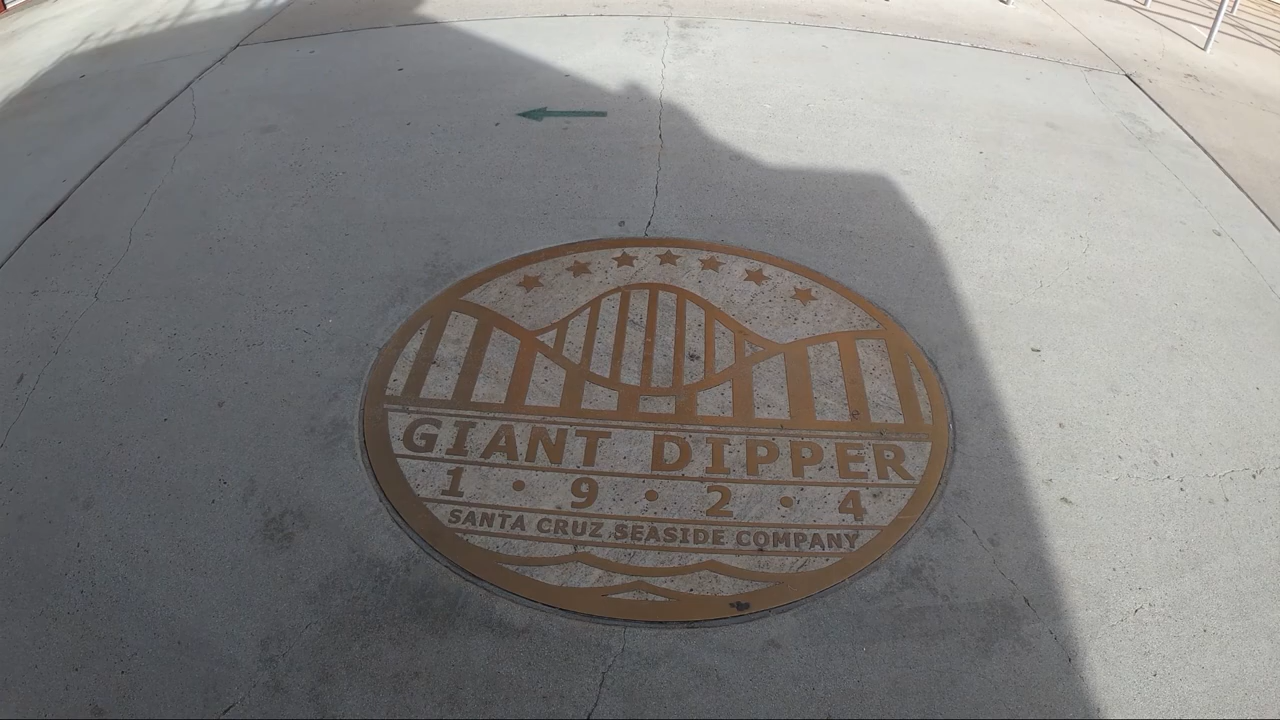 GIANT DIPPER
1 • 9 • 2 • 4
SANTA CRUZ SEASIDE COMPANY